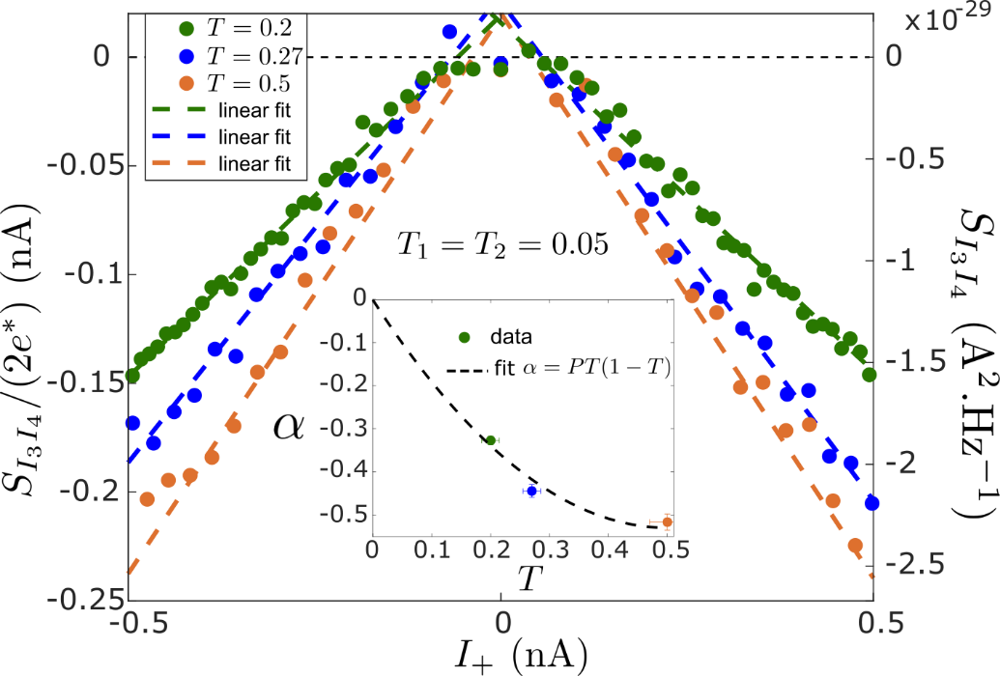 T = 0.2
T = 0.27
T = 0.5
linear fit
linear fit
linear fit
×10⁻²⁹
0
-0.05
-0.1
-0.15
-0.2
-0.25
S_{I₃I₄}/(2e*) (nA)
T₁ = T₂ = 0.05
0
-0.1
-0.2
-0.3
-0.4
-0.5
α
data
fit α = PT(1 − T)
0 0.1 0.2 0.3 0.4 0.5
T
0
-0.5
-1
-1.5
-2
-2.5
S_{I₃I₄} (A².Hz⁻¹)
-0.5 0 0.5
I₊ (nA)